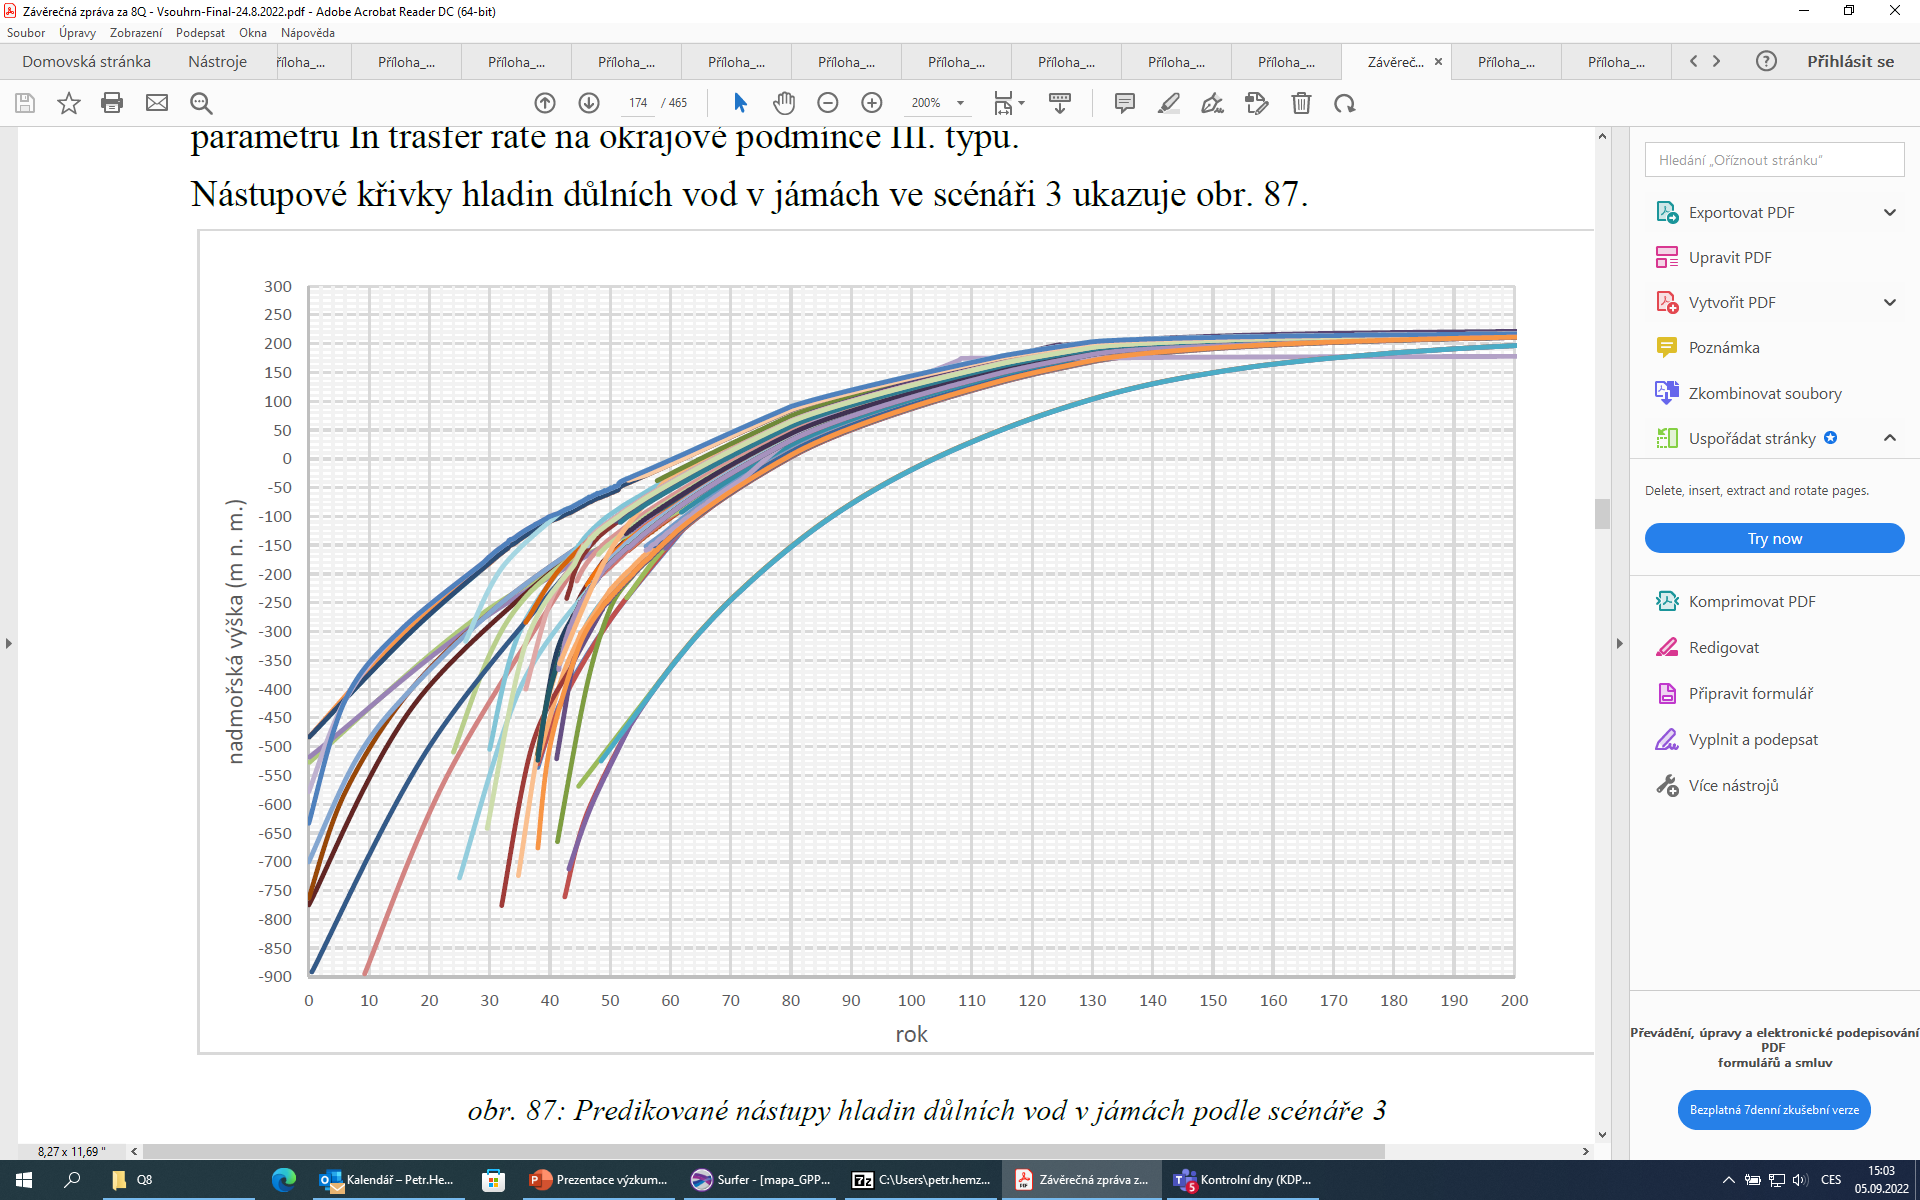 Závěrečná zpráva za 8Q - Vsouhrn-Final-24.8.2022.pdf - Adobe Acrobat Reader DC (64-bit)
Soubor Úpravy Zobrazení Podepsat Okna Nápověda
Domovská stránka Nástroje říloha_... Příloha_... Příloha_... Příloha_... Příloha_... Příloha_... Příloha_... Příloha_... Příloha_... Příloha_... Závěreč... Příloha_... Příloha_... Přihlásit se
174 / 465 200%
parametru In trasfer rate na okrajové podmínce III. typu.
Nástupové křivky hladin důlních vod v jámách ve scénáři 3 ukazuje obr. 87.
300
250
200
150
100
50
0
-50
-100
-150
-200
-250
-300
-350
-400
-450
-500
-550
-600
-650
-700
-750
-800
-850
-900
nadmořská výška (m n. m.)
0 10 20 30 40 50 60 70 80 90 100 110 120 130 140 150 160 170 180 190 200
rok
obr. 87: Predikované nástupy hladin důlních vod v jámách podle scénáře 3
8,27 x 11,69 "
Hledání „Oříznout stránku"
Exportovat PDF
Upravit PDF
Vytvořit PDF
Poznámka
Zkombinovat soubory
Uspořádat stránky
Delete, insert, extract and rotate pages.
Try now
Komprimovat PDF
Redigovat
Připravit formulář
Vyplnit a podepsat
Více nástrojů
Převádění, úpravy a elektronické podepisování
PDF
formulářů a smluv
Bezplatná 7denní zkušební verze
Q8 Kalendář – Petr.He... Prezentace výzkum... Surfer - [mapa_GPP... C:\Users\petr.hemz... Závěrečná zpráva z... Kontrolní dny (KDP... CES
15:03
05.09.2022